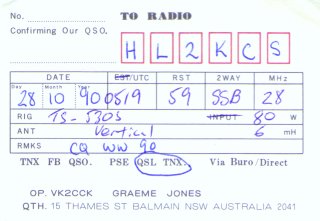 No. TO RADIO
Confirming Our QSO.
HL2KCS
DATE EST/UTC RST 2WAY MHz
Day Month Year
28 10 90 0519 59 SSB 28
RIG TS-530S INPUT 80 W
ANT Vertical 6 mH
RMKS CQ WW 90
TNX FB QSO. PSE QSL TNX. Via Buro/Direct
OP. VK2CCK GRAEME JONES
QTH. 15 THAMES ST BALMAIN NSW AUSTRALIA 2041